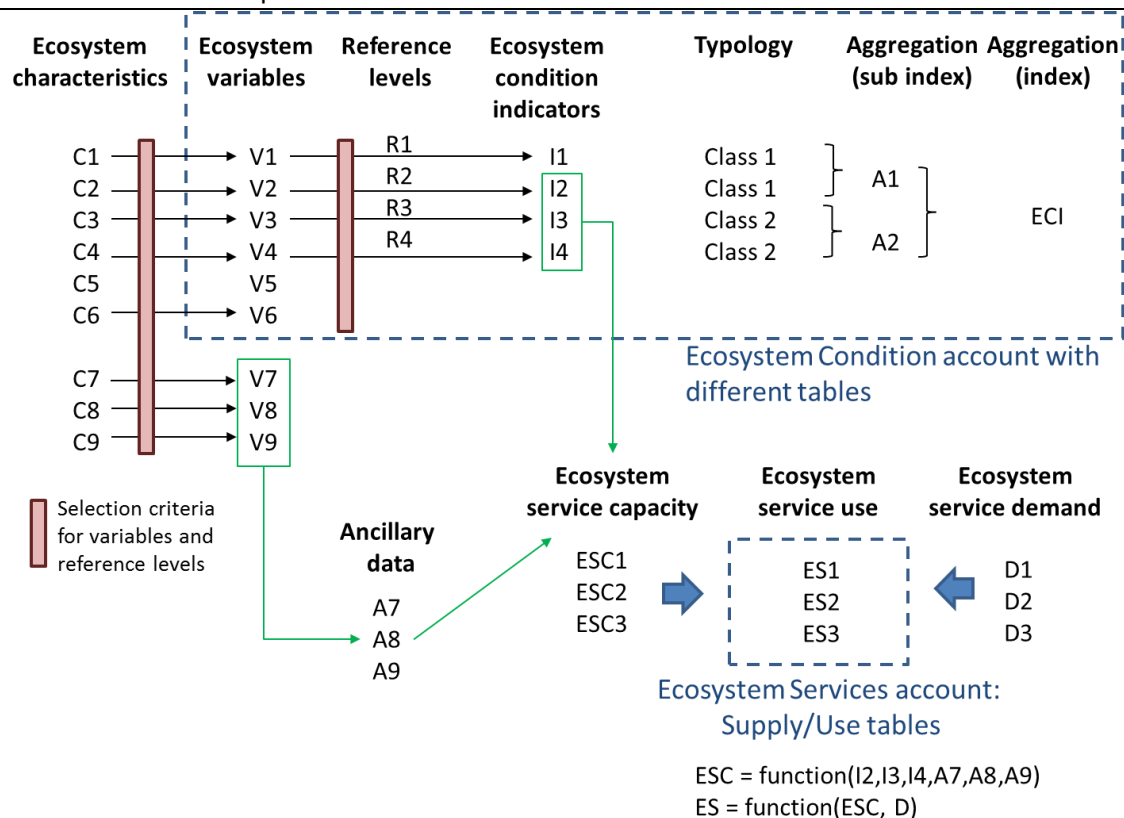 Ecosystem characteristics
Ecosystem variables
Reference levels
Ecosystem condition indicators
Typology
Aggregation (sub index)
Aggregation (index)
C1 V1 R1 I1 Class 1
C2 V2 R2 I2 Class 1
A1
C3 V3 R3 I3 Class 2
ECI
C4 V4 R4 I4 Class 2
A2
C5 V5
C6 V6
Ecosystem Condition account with
different tables
C7 V7
C8 V8
C9 V9
Selection criteria
for variables and
reference levels
Ancillary
data
A7
A8
A9
Ecosystem
service capacity
ESC1
ESC2
ESC3
Ecosystem
service use
ES1
ES2
ES3
Ecosystem
service demand
D1
D2
D3
Ecosystem Services account:
Supply/Use tables
ESC = function(I2,I3,I4,A7,A8,A9)
ES = function(ESC, D)